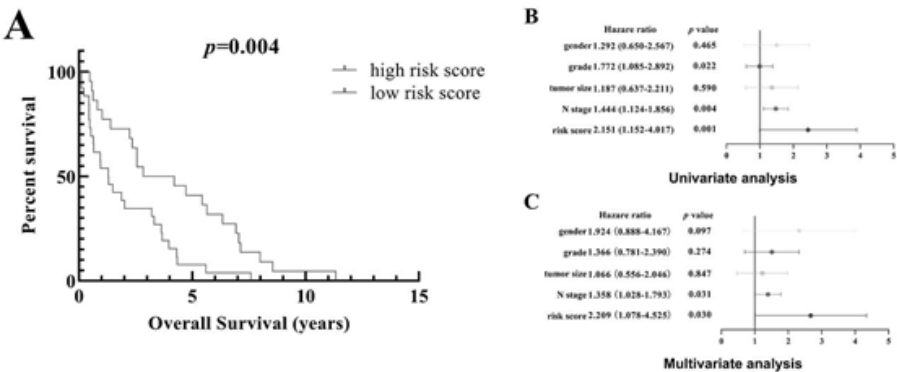 A
p=0.004
high risk score
low risk score
Percent survival
100
50
0
0 5 10 15
Overall Survival (years)
B
Hazare ratio p value
gender 1.292 (0.650-2.567) 0.465
grade 1.772 (1.085-2.892) 0.022
tumor size 1.187 (0.637-2.211) 0.590
N stage 1.444 (1.124-1.856) 0.004
risk score 2.151 (1.152-4.017) 0.001
0 1 2 3 4 5
Univariate analysis
C
Hazare ratio p value
gender 1.924 (0.888-4.167) 0.097
grade 1.366 (0.781-2.390) 0.274
tumor size 1.066 (0.556-2.046) 0.847
N stage 1.358 (1.028-1.793) 0.031
risk score 2.209 (1.078-4.525) 0.030
0 1 2 3 4 5
Multivariate analysis